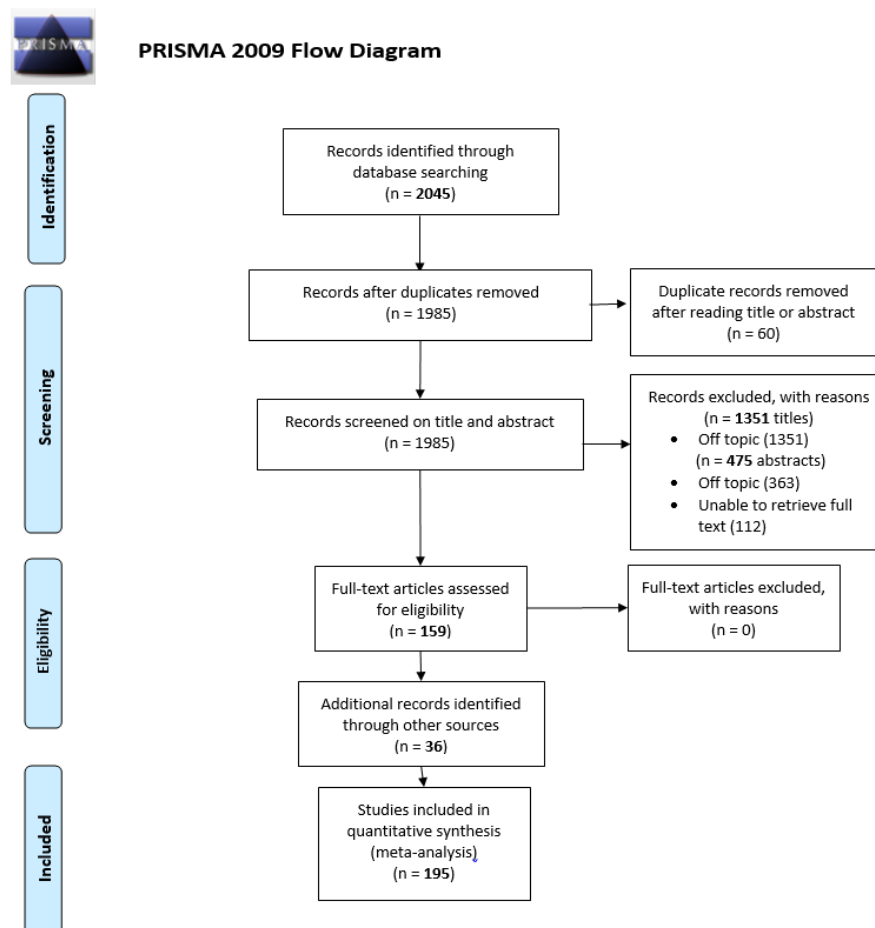 PRISMA
PRISMA 2009 Flow Diagram
Identification
Records identified through
database searching
(n = 2045)
Records after duplicates removed
(n = 1985)
Duplicate records removed
after reading title or abstract
(n = 60)
Screening
Records screened on title and abstract
(n = 1985)
Records excluded, with reasons
(n = 1351 titles)
• Off topic (1351)
(n = 475 abstracts)
• Off topic (363)
• Unable to retrieve full
text (112)
Eligibility
Full-text articles assessed
for eligibility
(n = 159)
Full-text articles excluded,
with reasons
(n = 0)
Additional records identified
through other sources
(n = 36)
Included
Studies included in
quantitative synthesis
(meta-analysis)
(n = 195)